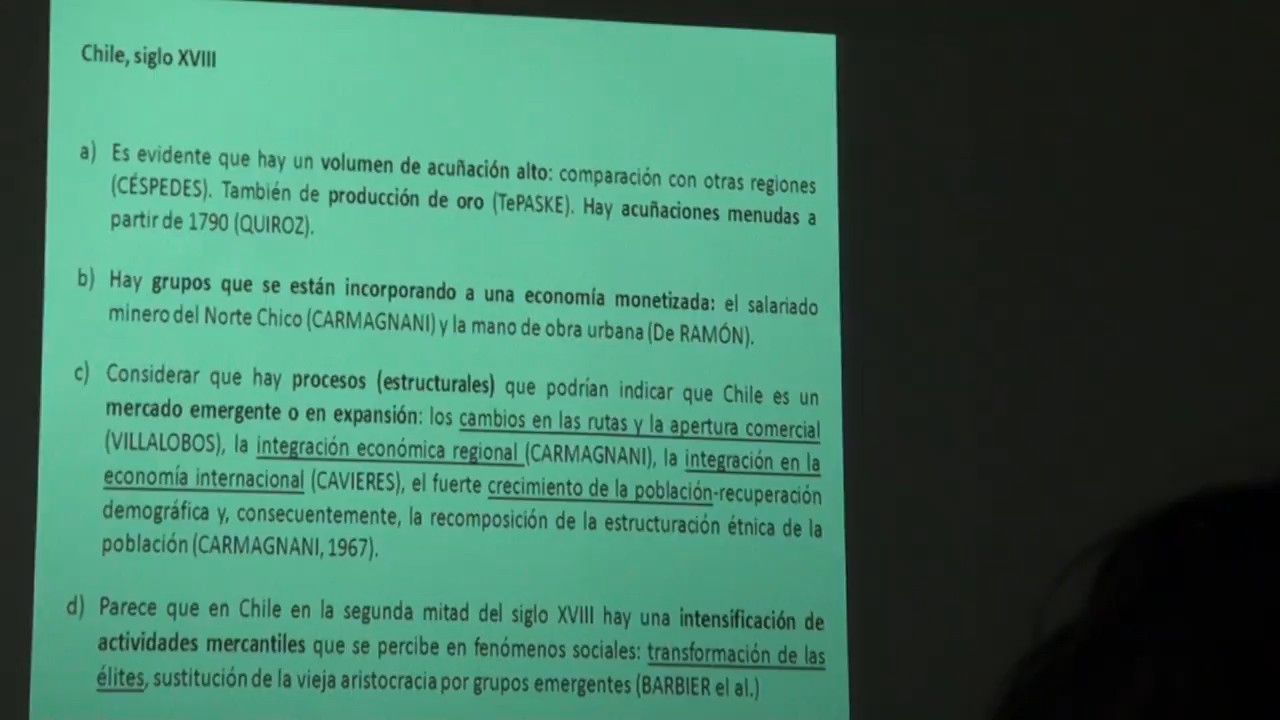 Chile, siglo XVIII
a) Es evidente que hay un volumen de acuñación alto: comparación con otras regiones
(CÉSPEDES). También de producción de oro (TePASKE). Hay acuñaciones menudas a
partir de 1790 (QUIROZ).
b) Hay grupos que se están incorporando a una economía monetizada: el salariado
minero del Norte Chico (CARMAGNANI) y la mano de obra urbana (De RAMÓN).
c) Considerar que hay procesos (estructurales) que podrían indicar que Chile es un
mercado emergente o en expansión: los cambios en las rutas y la apertura comercial
(VILLALOBOS), la integración económica regional (CARMAGNANI), la integración en la
economía internacional (CAVIERES), el fuerte crecimiento de la población-recuperación
demográfica y, consecuentemente, la recomposición de la estructuración étnica de la
población (CARMAGNANI, 1967).
d) Parece que en Chile en la segunda mitad del siglo XVIII hay una intensificación de
actividades mercantiles que se percibe en fenómenos sociales: transformación de las
élites, sustitución de la vieja aristocracia por grupos emergentes (BARBIER el al.)